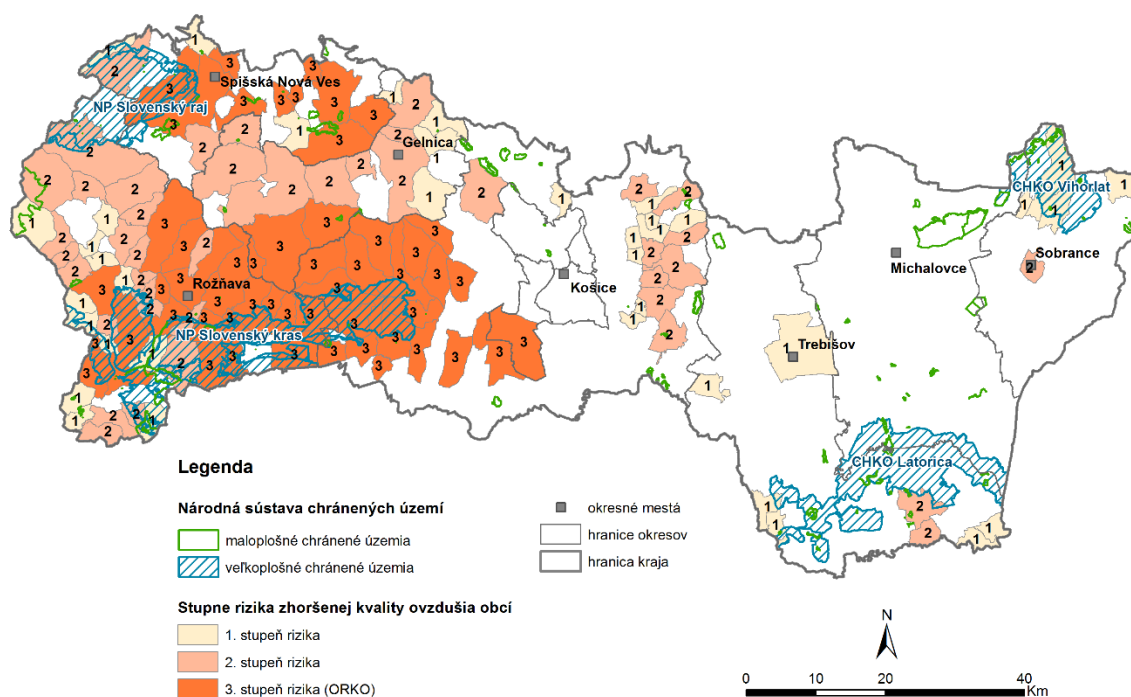 Spišská Nová Ves
NP Slovenský raj
Gelnica
CHKO Vihorlat
Sobrance
Michalovce
Košice
Rožňava
NP Slovenský kras
Trebišov
CHKO Latorica
Legenda
Národná sústava chránených území
maloplošné chránené územia
veľkoplošné chránené územia
okresné mestá
hranice okresov
hranica kraja
Stupne rizika zhoršenej kvality ovzdušia obcí
1. stupeň rizika
2. stupeň rizika
3. stupeň rizika (ORKO)
N
0 10 20 40
Km